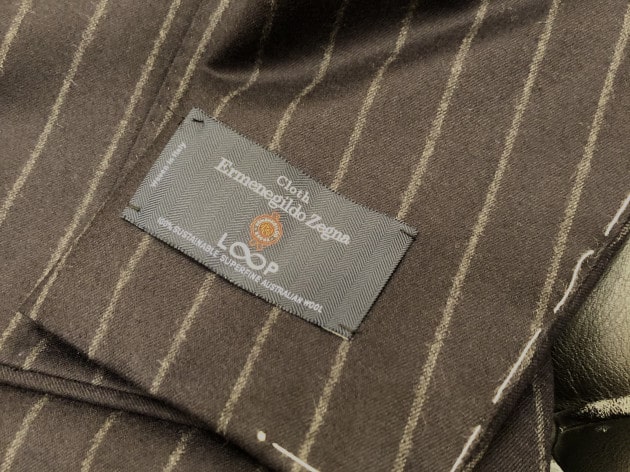 Cloth
Ermenegildo Zegna
LOOP
100% SUSTAINABLE SUPERFINE AUSTRALIAN WOOL